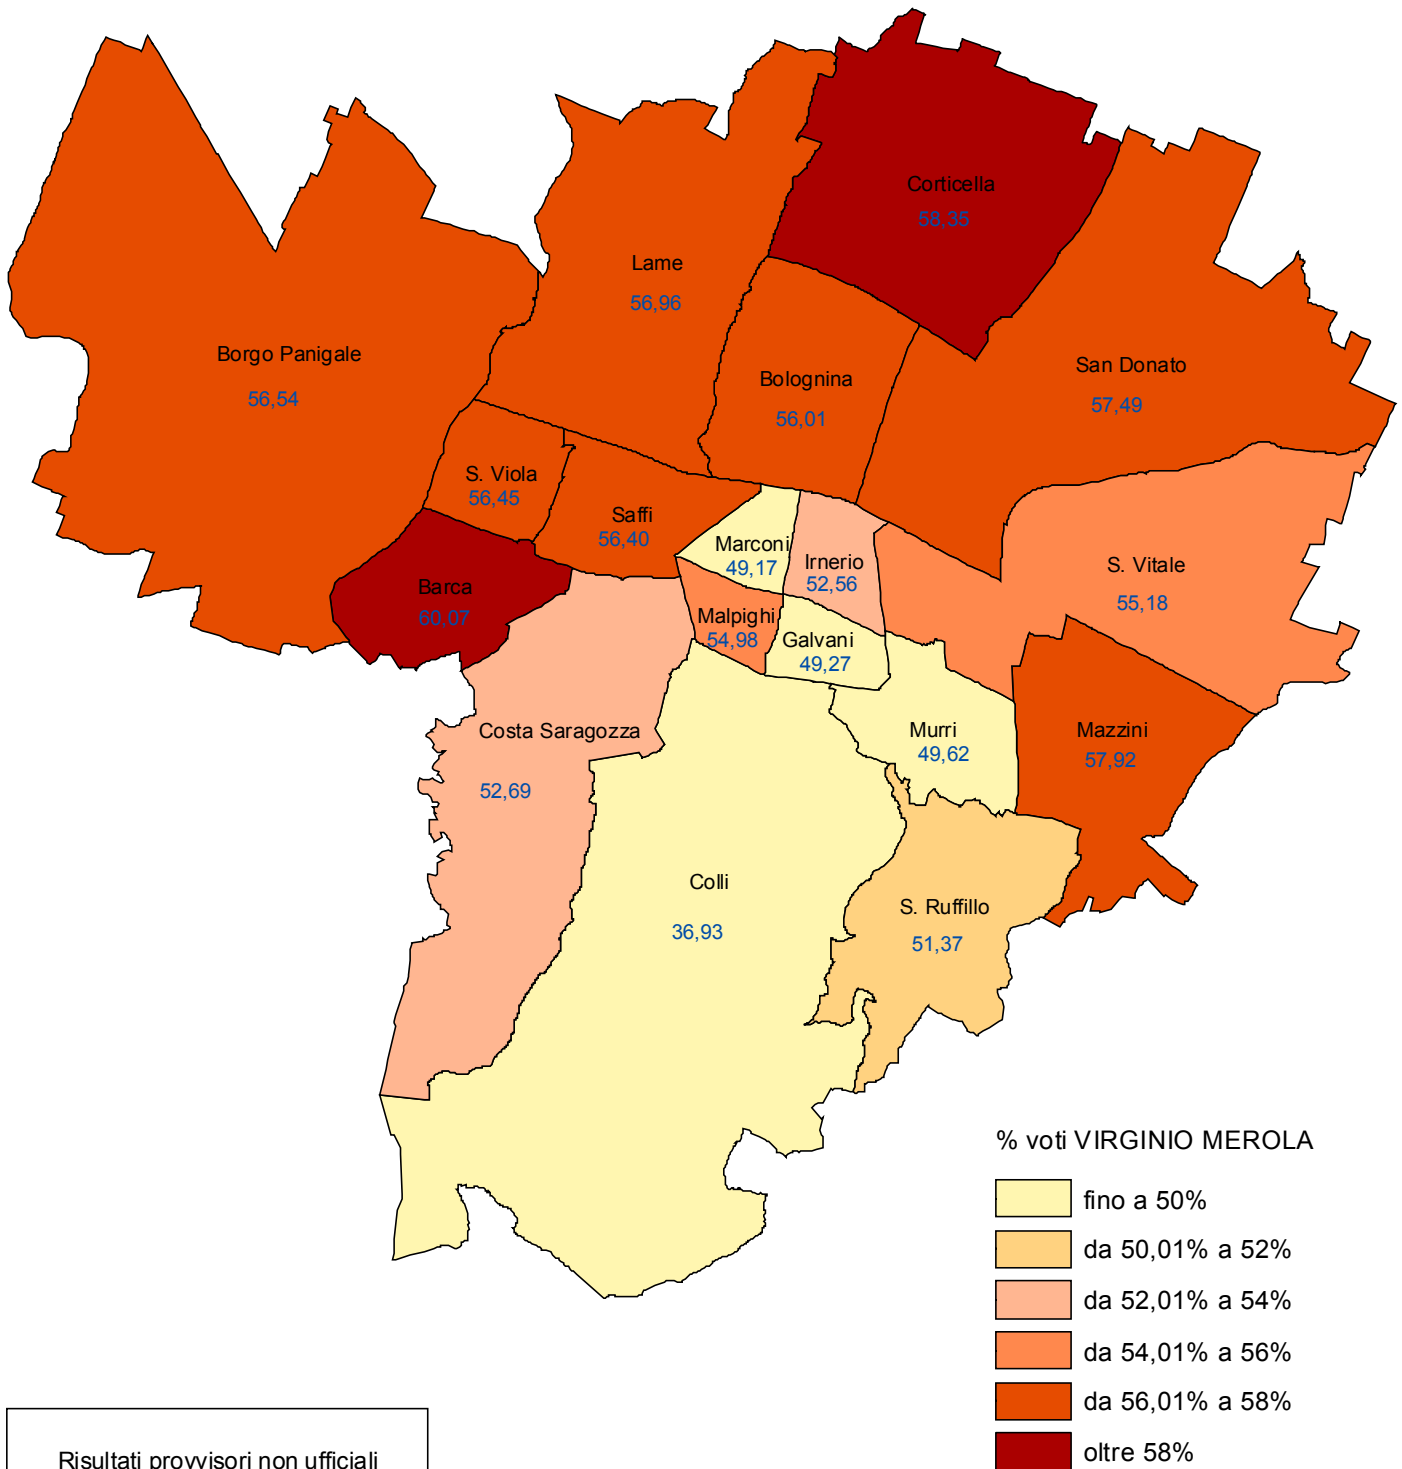 Corticella
58,35
Lame
56,96
Borgo Panigale
56,54
Bolognina
56,01
San Donato
57,49
S. Viola
56,45
Saffi
56,40
Marconi
49,17
Irnerio
52,56
S. Vitale
55,18
Barca
60,07
Malpighi
54,98
Galvani
49,27
Costa Saragozza
52,69
Murri
49,62
Mazzini
57,92
Colli
36,93
S. Ruffillo
51,37
% voti VIRGINIO MEROLA
fino a 50%
da 50,01% a 52%
da 52,01% a 54%
da 54,01% a 56%
da 56,01% a 58%
oltre 58%
Risultati provvisori non ufficiali